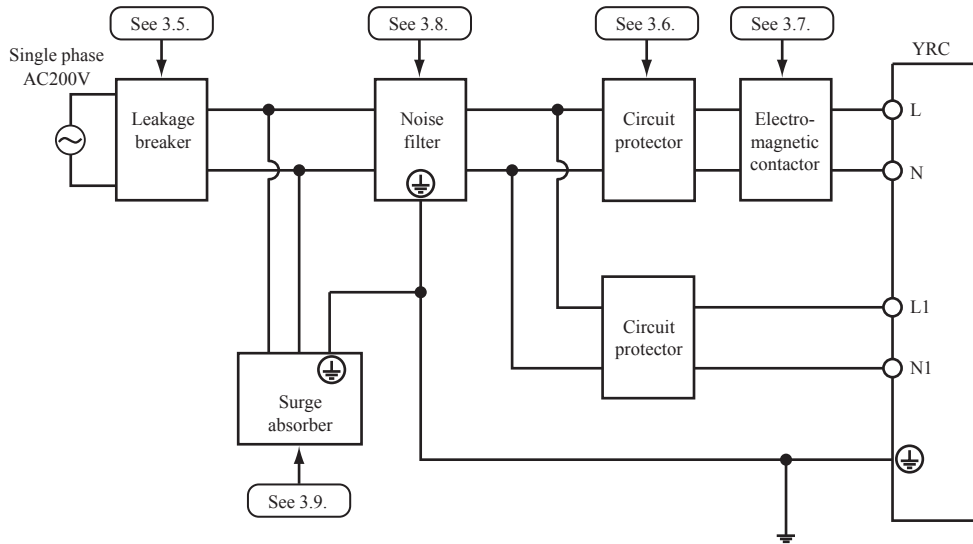 See 3.5.
See 3.8.
See 3.6.
See 3.7.
Single phase
AC200V
YRC
Leakage
breaker
Noise
filter
Circuit
protector
Electro-
magnetic
contactor
L
N
Circuit
protector
L1
N1
Surge
absorber
See 3.9.